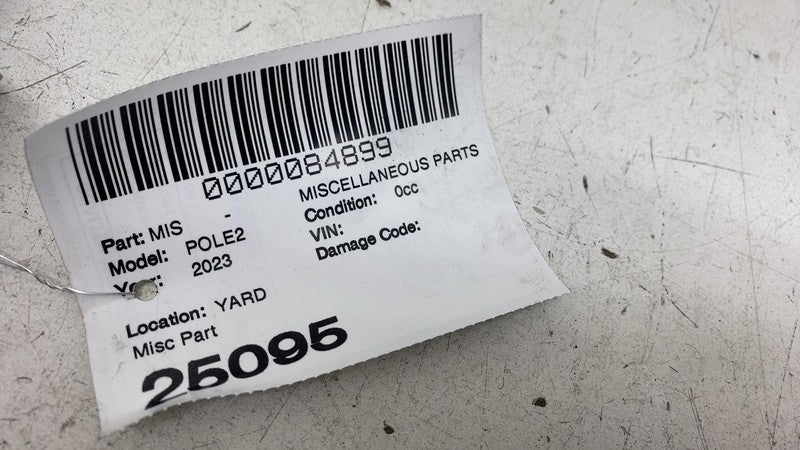 0000084899
Part: MIS - MISCELLANEOUS PARTS
Model: POLE2 Condition: 0cc
2023 VIN:
Damage Code:
Location: YARD
Misc Part
25095